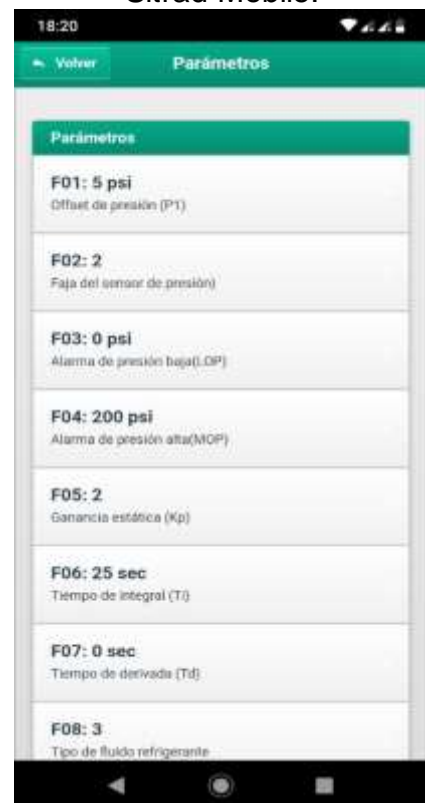 Sitrad Mobile.
18:20
Volver
Parámetros
Parámetros
F01: 5 psi
Offset de presión (P1)
F02: 2
Faja del sensor de presión)
F03: 0 psi
Alarma de presión baja(LOP)
F04: 200 psi
Alarma de presión alta(MOP)
F05: 2
Ganancia estática (Kp)
F06: 25 sec
Tiempo de integral (Ti)
F07: 0 sec
Tiempo de derivada (Td)
F08: 3
Tipo de fluido refrigerante